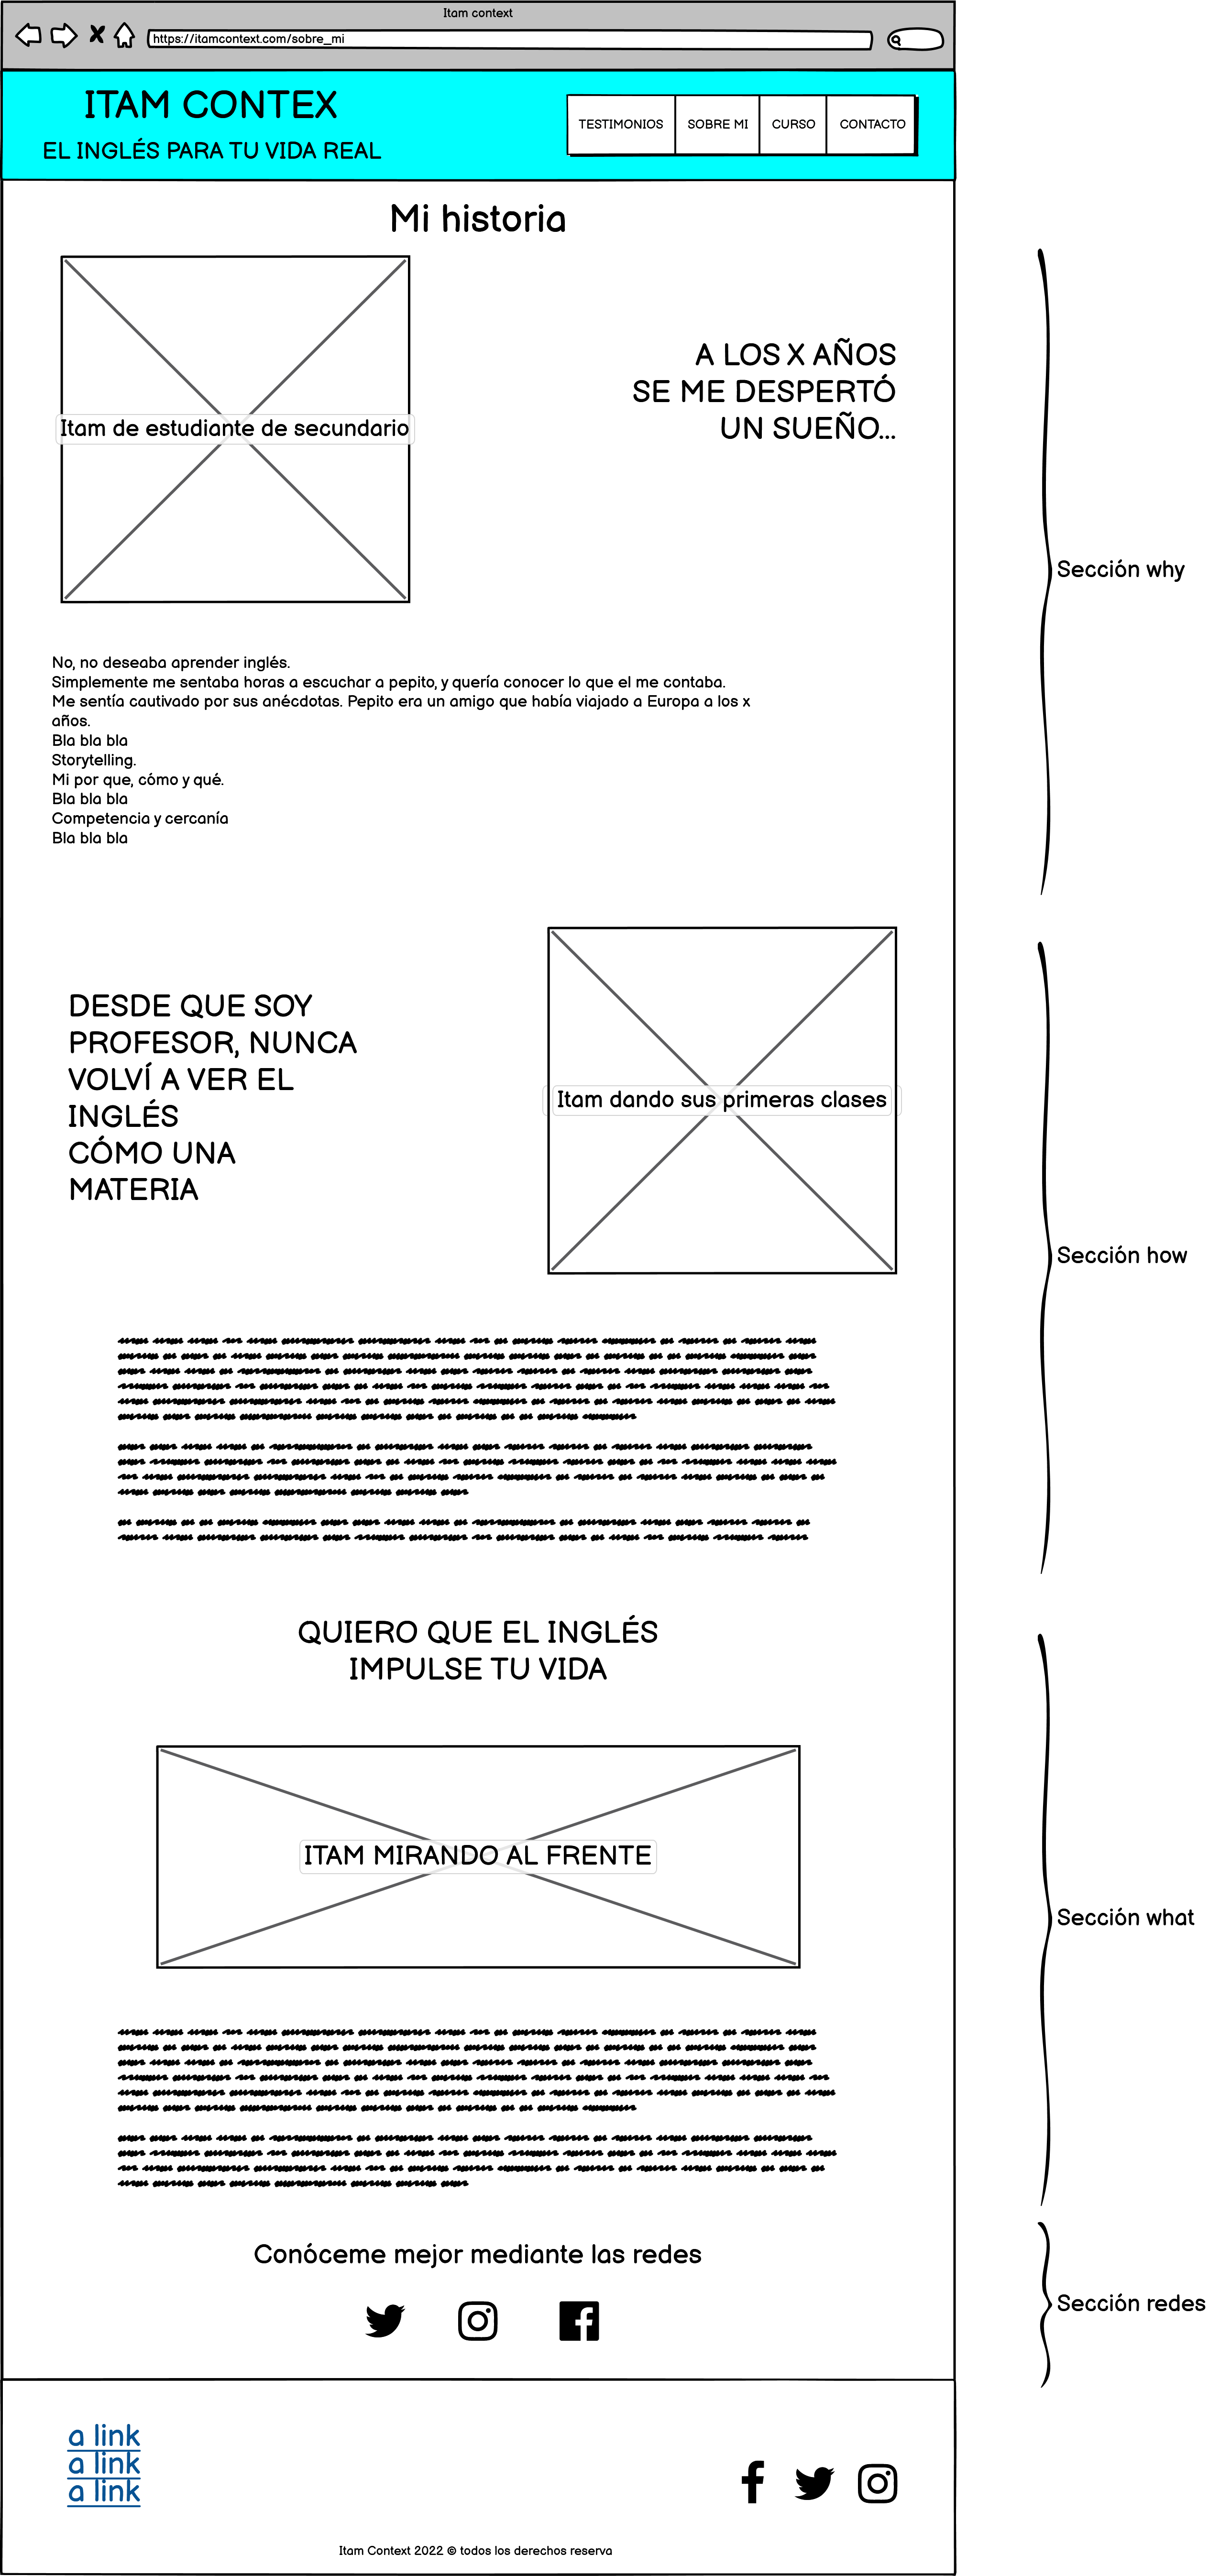 Itam context
https://itamcontext.com/sobre_mi
ITAM CONTEX
EL INGLÉS PARA TU VIDA REAL
TESTIMONIOS
SOBRE MI
CURSO
CONTACTO
Mi historia
Itam de estudiante de secundario
A LOS X AÑOS
SE ME DESPERTÓ
UN SUEÑO...
Sección why
No, no deseaba aprender inglés.
Simplemente me sentaba horas a escuchar a pepito, y quería conocer lo que el me contaba.
Me sentía cautivado por sus anécdotas. Pepito era un amigo que había viajado a Europa a los x
años.
Bla bla bla
Storytelling.
Mi por que, cómo y qué.
Bla bla bla
Competencia y cercanía
Bla bla bla
DESDE QUE SOY
PROFESOR, NUNCA
VOLVÍ A VER EL
INGLÉS
CÓMO UNA
MATERIA
Itam dando sus primeras clases
Sección how
QUIERO QUE EL INGLÉS
IMPULSE TU VIDA
ITAM MIRANDO AL FRENTE
Sección what
Conóceme mejor mediante las redes
Sección redes
a link
a link
a link
Itam Context 2022 © todos los derechos reserva